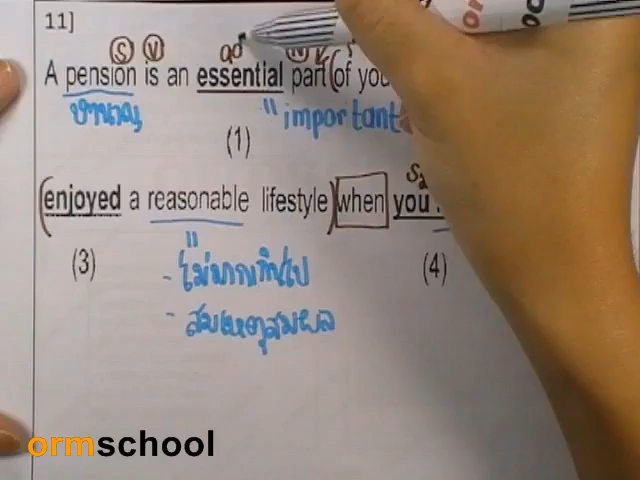 11]
S V adj N
A pension is an essential part (of you
บำนาญ " important
(1)
S2
(enjoyed a reasonable lifestyle) when you
(3) " (4)
- ไม่มากเกินไป
- สมเหตุสมผล
ormschool